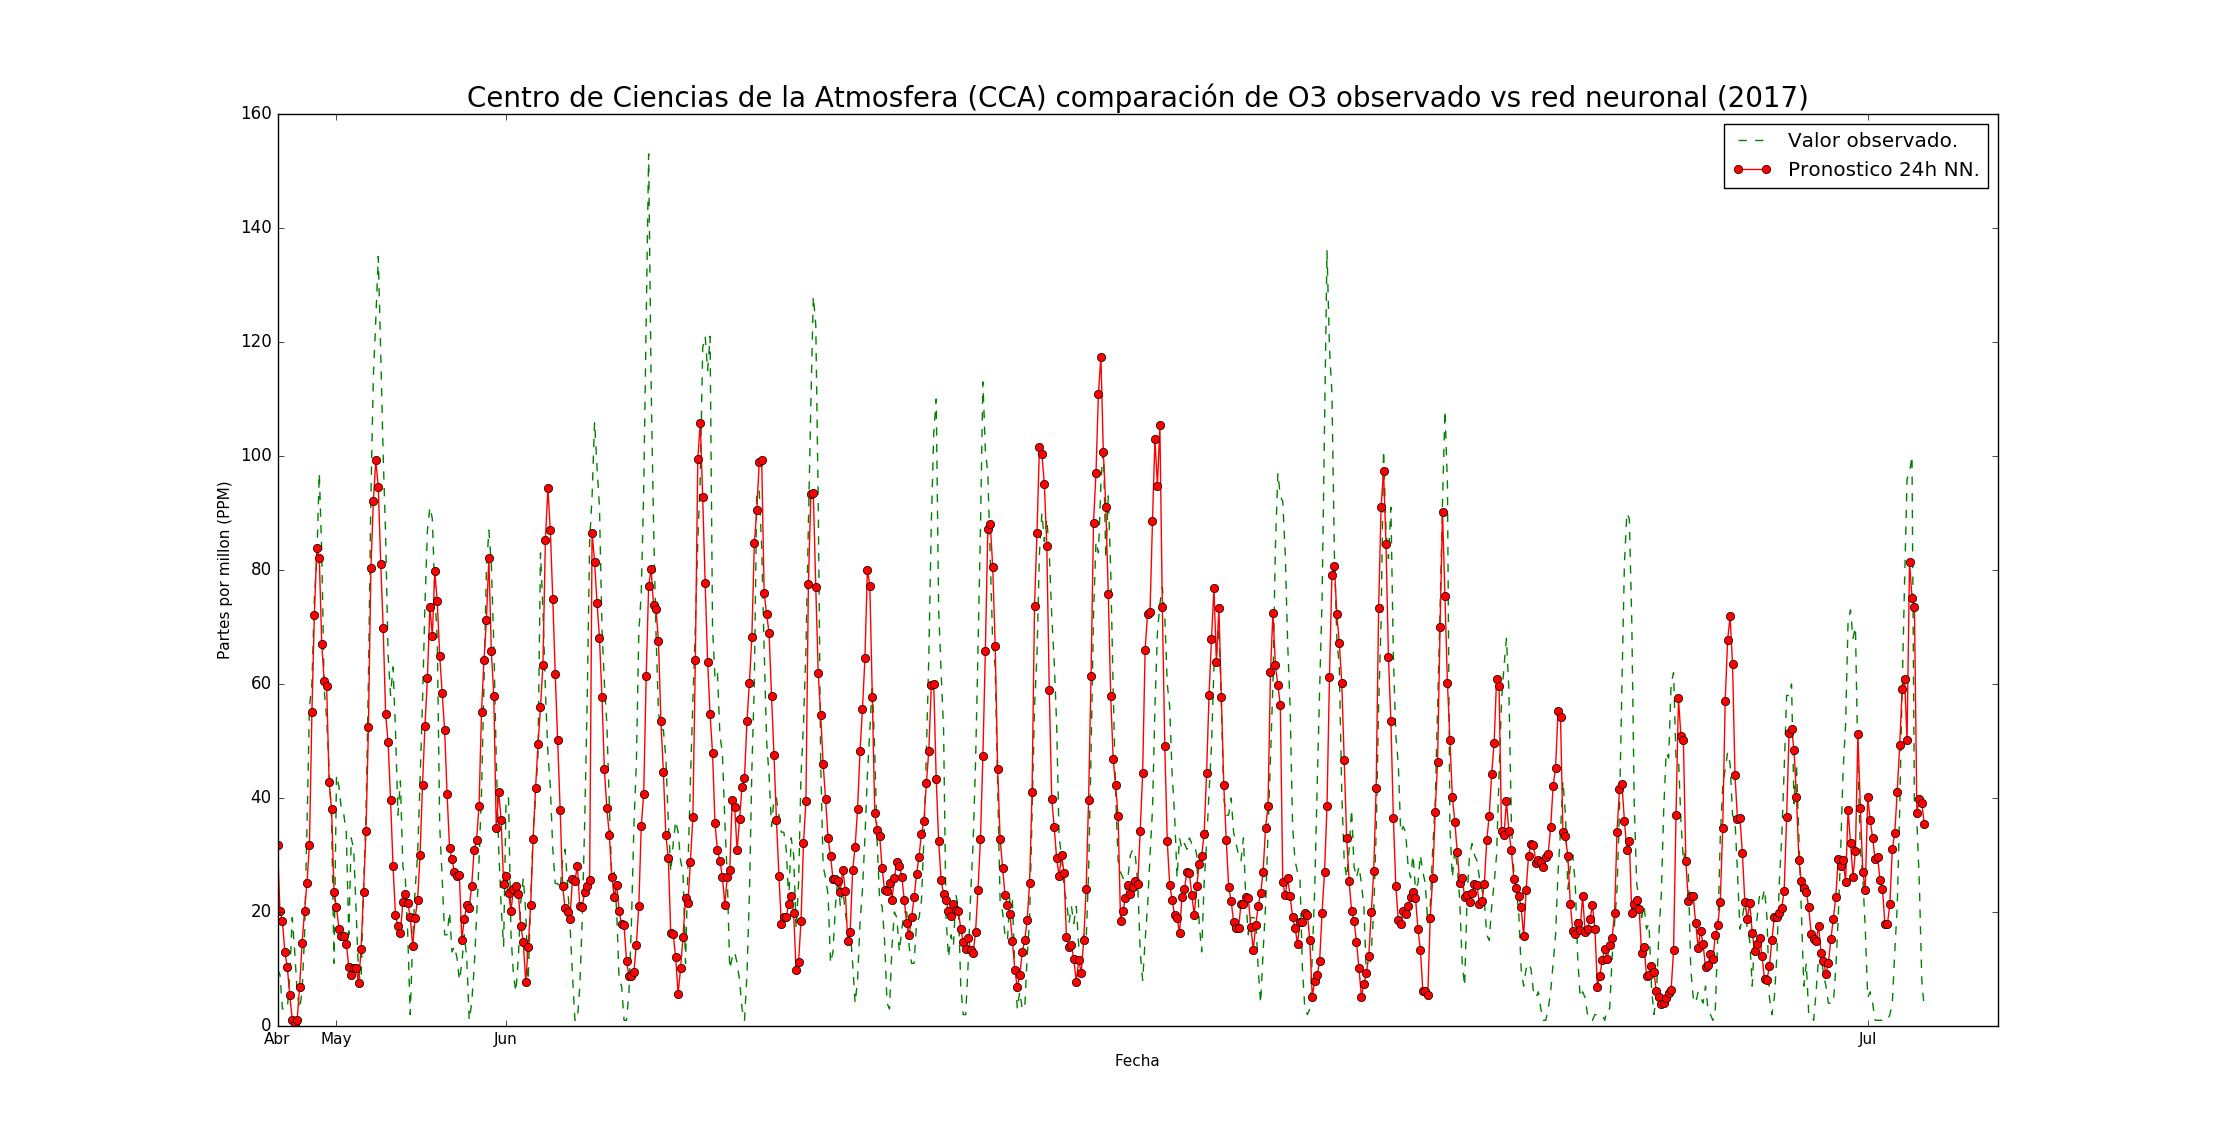 Centro de Ciencias de la Atmosfera (CCA) comparación de O3 observado vs red neuronal (2017)
160
140
120
100
80
60
40
20
0
Partes por millon (PPM)
Valor observado.
Pronostico 24h NN.
Abr May Jun Jul
Fecha